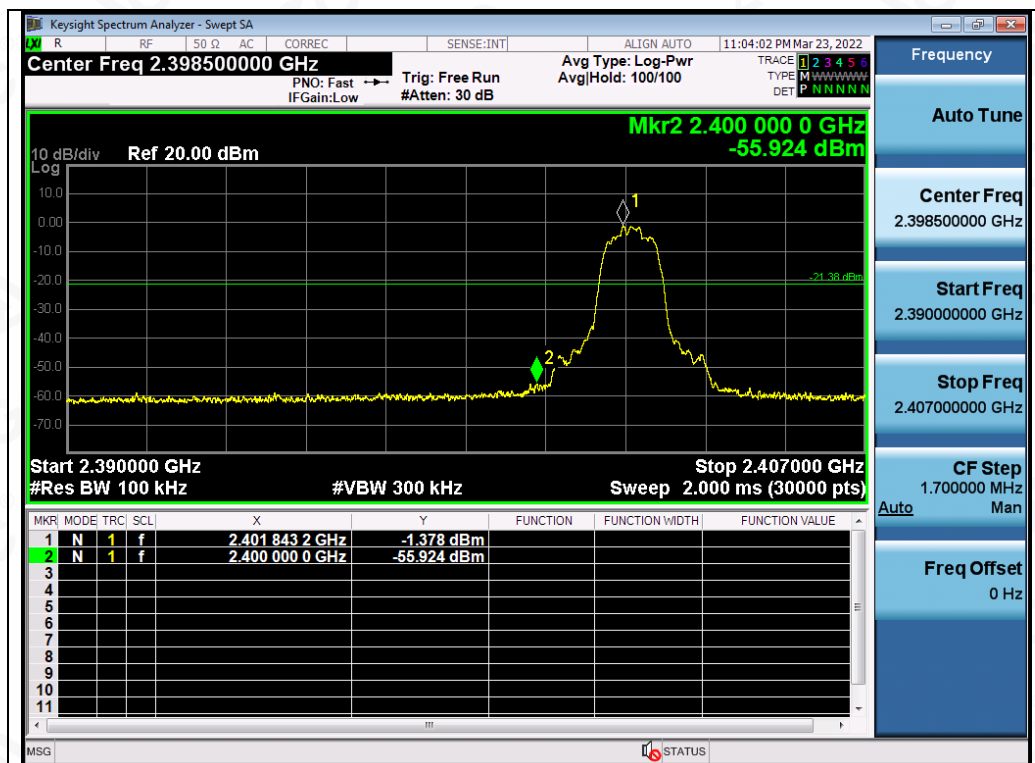 Keysight Spectrum Analyzer - Swept SA
LXI R RF 50 Ω AC CORREC SENSE:INT ALIGN AUTO 11:04:02 PM Mar 23, 2022
Center Freq 2.398500000 GHz
PNO: Fast
IFGain:Low
Trig: Free Run
#Atten: 30 dB
Avg Type: Log-Pwr
Avg|Hold: 100/100
TRACE 1 2 3 4 5 6
TYPE M WWWWW
DET P N N N N N
Mkr2 2.400 000 0 GHz
-55.924 dBm
10 dB/div Ref 20.00 dBm
Log
10.0
0.00
-10.0
-20.0
-30.0
-40.0
-50.0
-60.0
-70.0
1
-21.38 dBm
2
Start 2.390000 GHz Stop 2.407000 GHz
#Res BW 100 kHz #VBW 300 kHz Sweep 2.000 ms (30000 pts)
MKR MODE TRC SCL X Y FUNCTION FUNCTION WIDTH FUNCTION VALUE
1 N 1 f 2.401 843 2 GHz -1.378 dBm
2 N 1 f 2.400 000 0 GHz -55.924 dBm
3
4
5
6
7
8
9
10
11
MSG STATUS
Frequency
Auto Tune
Center Freq
2.398500000 GHz
Start Freq
2.390000000 GHz
Stop Freq
2.407000000 GHz
CF Step
1.700000 MHz
Auto Man
Freq Offset
0 Hz